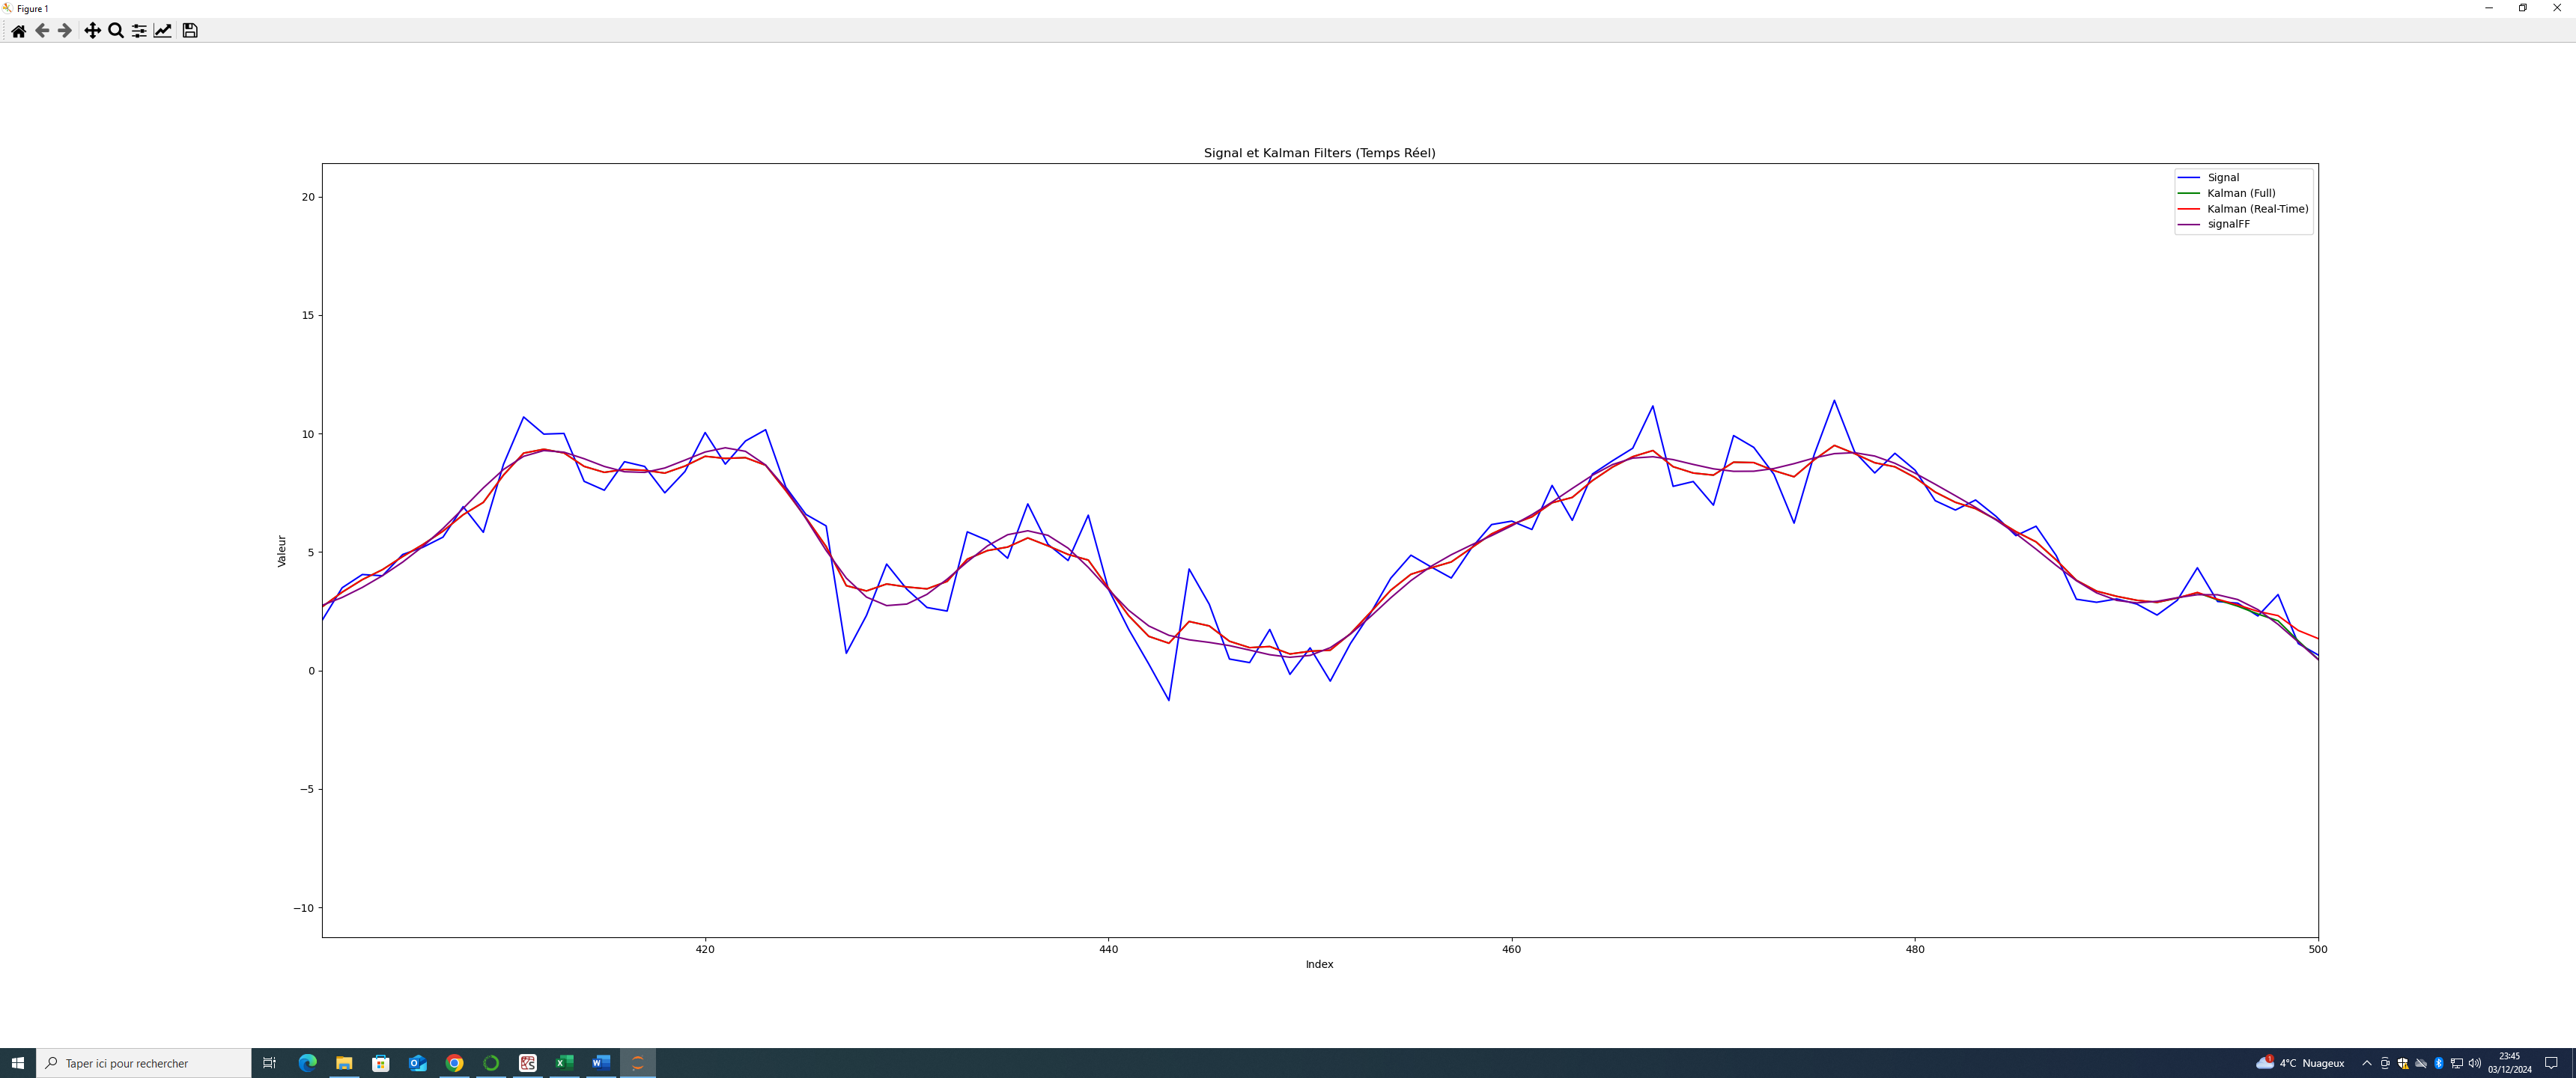 Figure 1
Signal et Kalman Filters (Temps Réel)
Signal
Kalman (Full)
Kalman (Real-Time)
signalFF
20
15
10
5
0
−5
−10
Valeur
420
440
460
480
500
Index
Taper ici pour rechercher
1
4°C Nuageux
23:45
03/12/2024